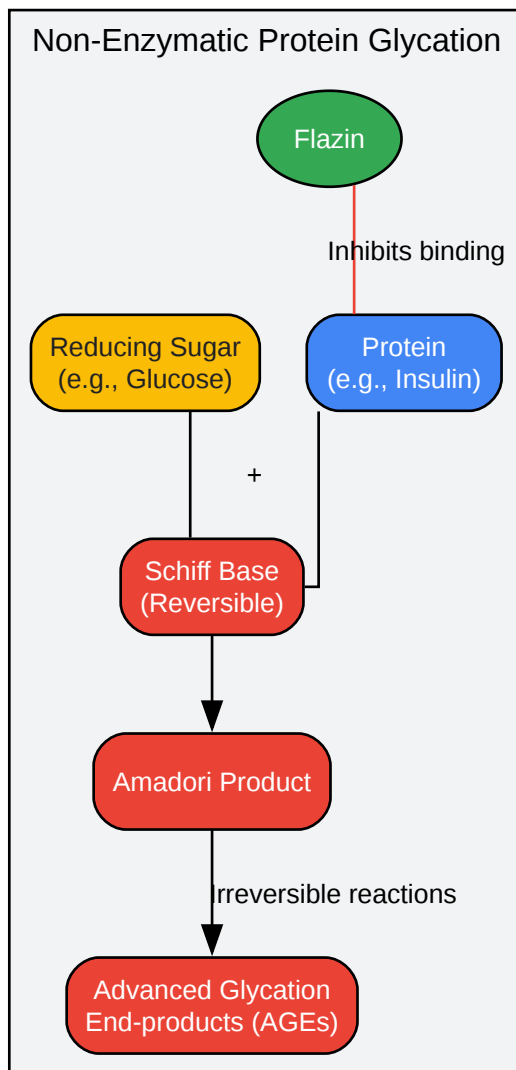 Non-Enzymatic Protein Glycation
Flazin
Inhibits binding
Reducing Sugar
(e.g., Glucose)
Protein
(e.g., Insulin)
+
Schiff Base
(Reversible)
Amadori Product
Irreversible reactions
Advanced Glycation
End-products (AGEs)